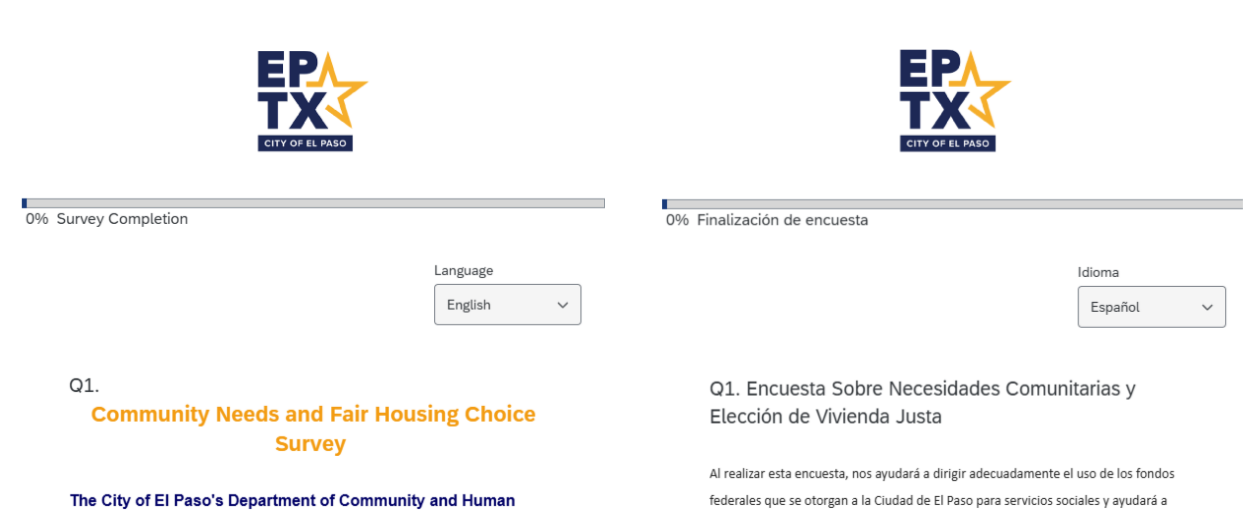 EP
TX
CITY OF EL PASO
0% Survey Completion
Language
English
Q1.
Community Needs and Fair Housing Choice
Survey
The City of El Paso's Department of Community and Human
EP
TX
CITY OF EL PASO
0% Finalización de encuesta
Idioma
Español
Q1. Encuesta Sobre Necesidades Comunitarias y
Elección de Vivienda Justa
Al realizar esta encuesta, nos ayudará a dirigir adecuadamente el uso de los fondos
federales que se otorgan a la Ciudad de El Paso para servicios sociales y ayudará a